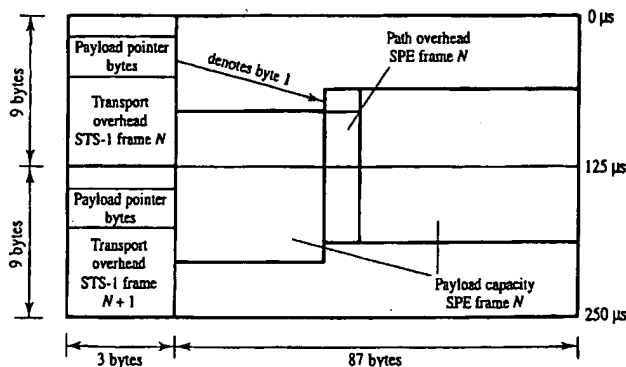 0 µs
Payload pointer
bytes
denotes byte 1
Path overhead
SPE frame N
9 bytes
Transport
overhead
STS-1 frame N
125 µs
Payload pointer
bytes
9 bytes
Transport
overhead
STS-1 frame
N + 1
Payload capacity
SPE frame N
250 µs
3 bytes
87 bytes